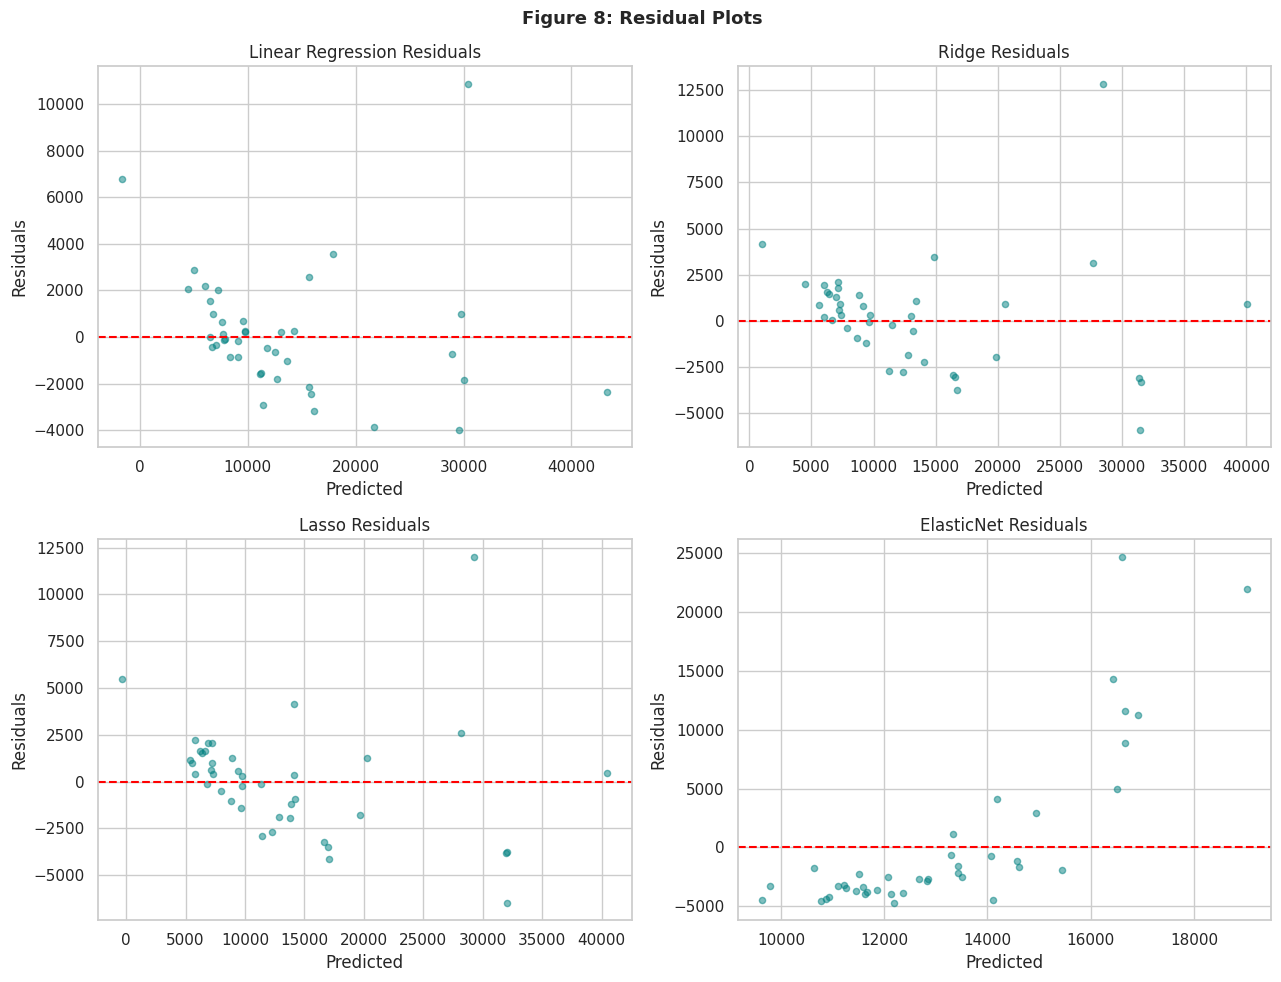 Figure 8: Residual Plots
Linear Regression Residuals
Residuals
10000
8000
6000
4000
2000
0
−2000
−4000
0 10000 20000 30000 40000
Predicted
Ridge Residuals
Residuals
12500
10000
7500
5000
2500
0
−2500
−5000
0 5000 10000 15000 20000 25000 30000 35000 40000
Predicted
Lasso Residuals
Residuals
12500
10000
7500
5000
2500
0
−2500
−5000
0 5000 10000 15000 20000 25000 30000 35000 40000
Predicted
ElasticNet Residuals
Residuals
25000
20000
15000
10000
5000
0
−5000
10000 12000 14000 16000 18000
Predicted